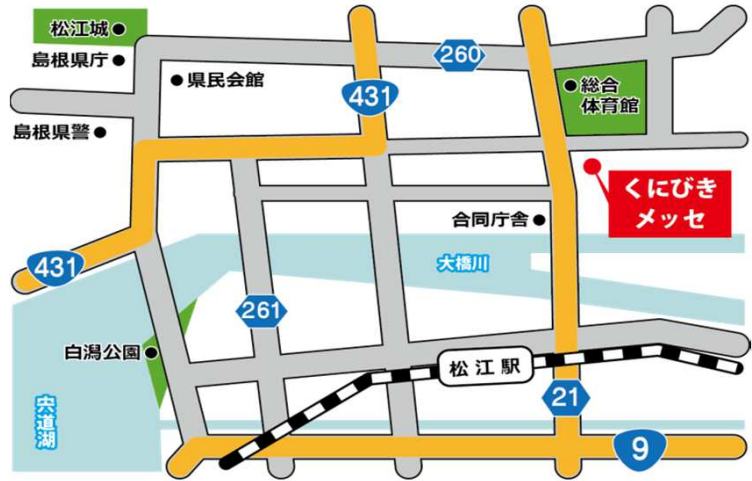 松江城
島根県庁
県民会館
260
431
総合
体育館
島根県警
くにびき
メッセ
合同庁舎
431
大橋川
261
白潟公園
松江駅
21
宍道湖
9